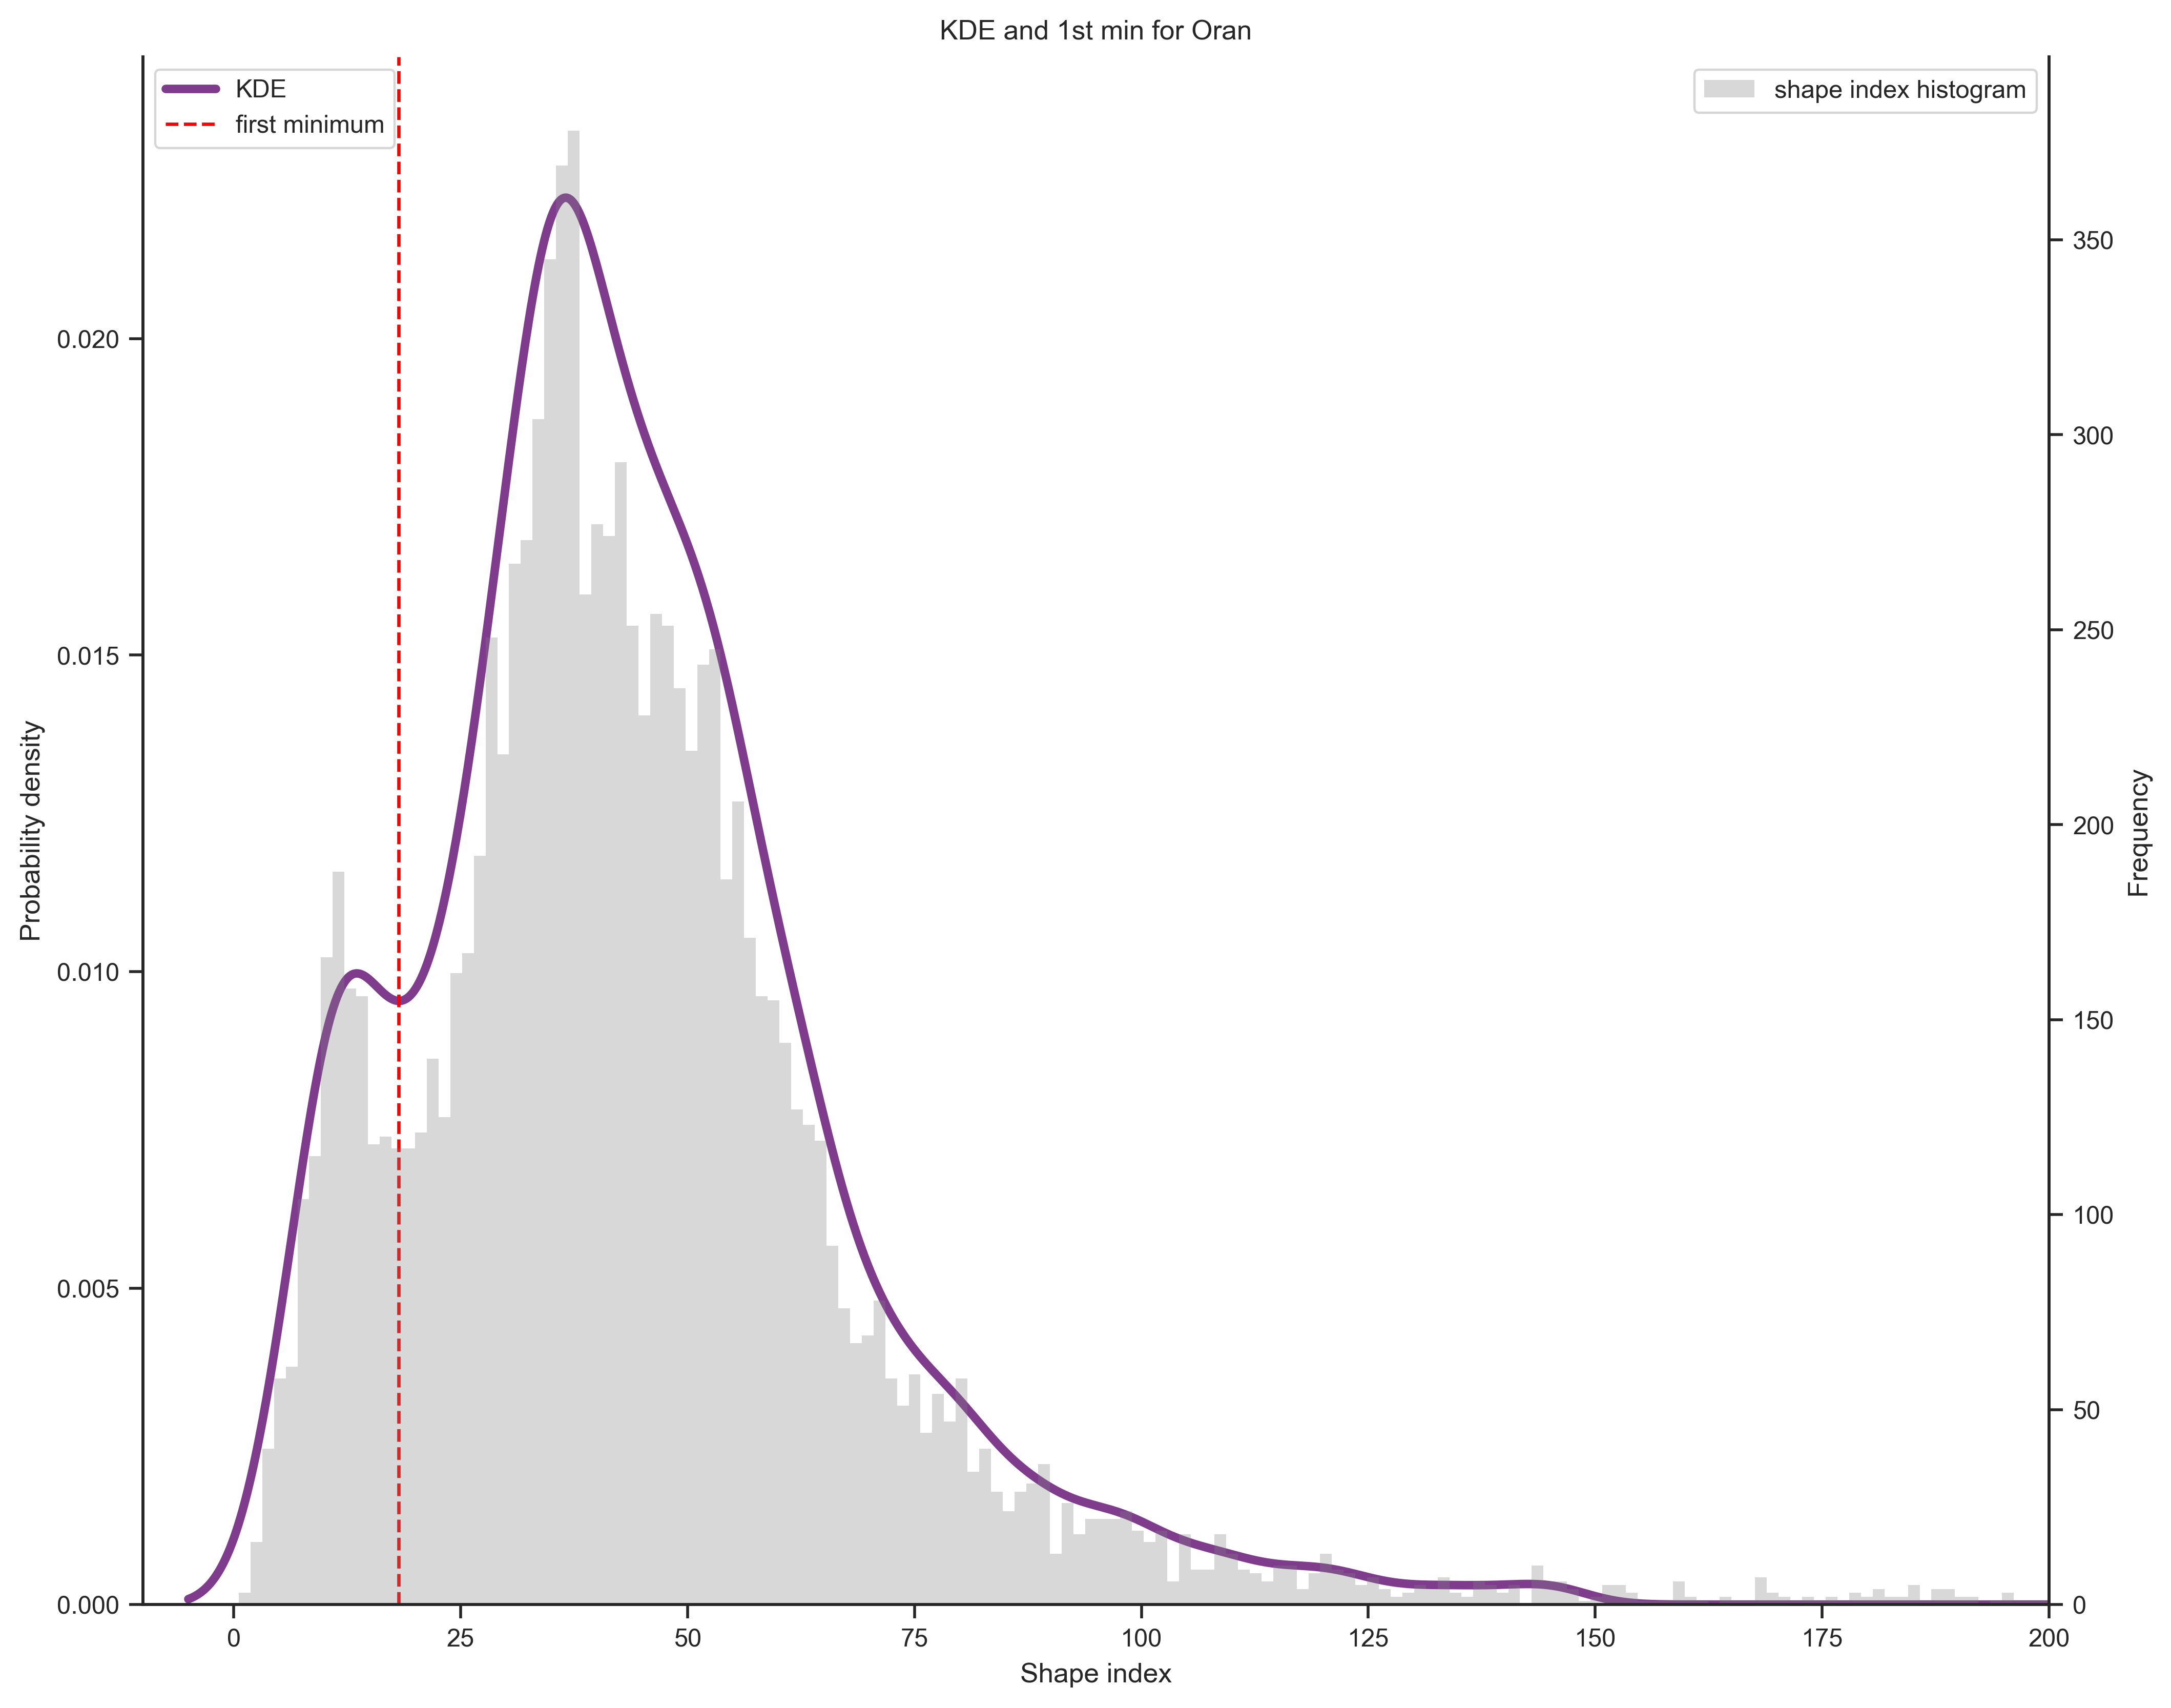 KDE and 1st min for Oran
KDE
first minimum
shape index histogram
Probability density
0.020
0.015
0.010
0.005
0.000
350
300
250
200
150
100
50
0
Frequency
0 25 50 75 100 125 150 175 200
Shape index